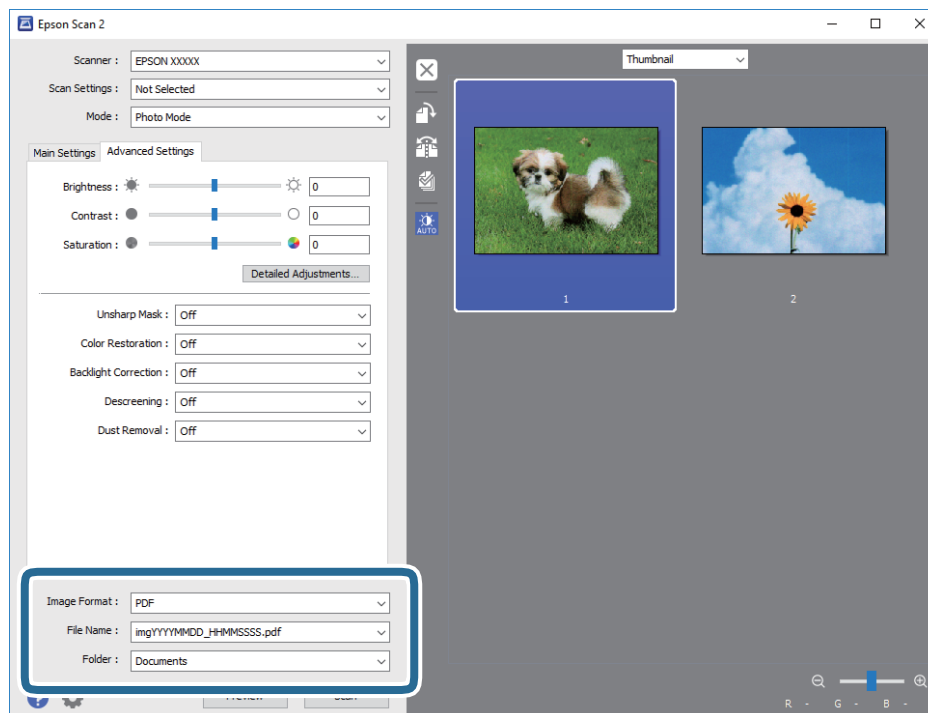 Epson Scan 2
Scanner : EPSON XXXXX
Scan Settings : Not Selected
Mode : Photo Mode
Main Settings Advanced Settings
Brightness : 0
Contrast : 0
Saturation : 0
Detailed Adjustments...
Unsharp Mask : Off
Color Restoration : Off
Backlight Correction : Off
Descreening : Off
Dust Removal : Off
Image Format : PDF
File Name : imgYYYYMMDD_HHMMSSSS.pdf
Folder : Documents
AUTO
Thumbnail
1
2
R - G - B -